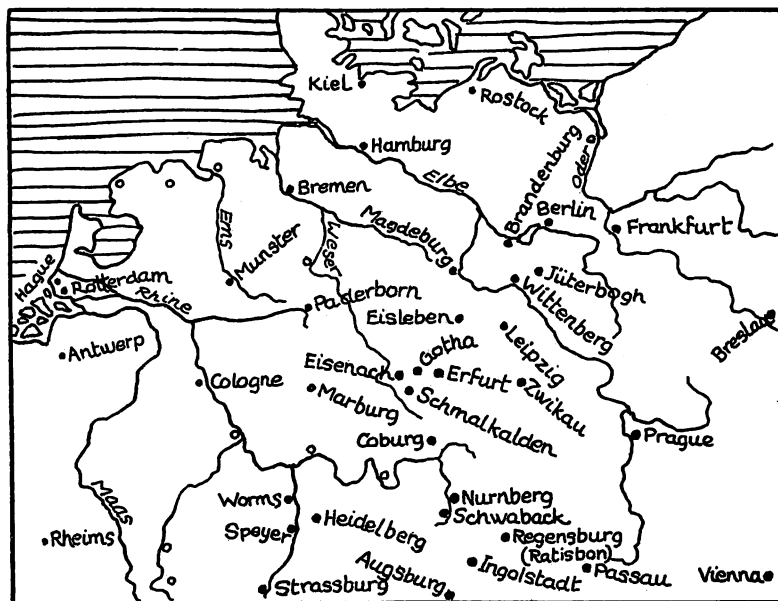 Kiel
Rostock
Hamburg
Elbe
Brandenburg
Oder
Bremen
Berlin
Frankfurt
Ems
Munster
Weser
Magdeburg
Hague
Rotterdam
Rhine
Paderborn
Jüterbogh
Wittenberg
Eisleben
Leipzig
Breslau
Antwerp
Cologne
Eisenach
Gotha
Erfurt
Zwikau
Marburg
Schmalkalden
Coburg
Prague
Maas
Worms
Nurnberg
Schwaback
Rheims
Speyer
Heidelberg
Regensburg
(Ratisbon)
Strassburg
Augsburg
Ingolstadt
Passau
Vienna